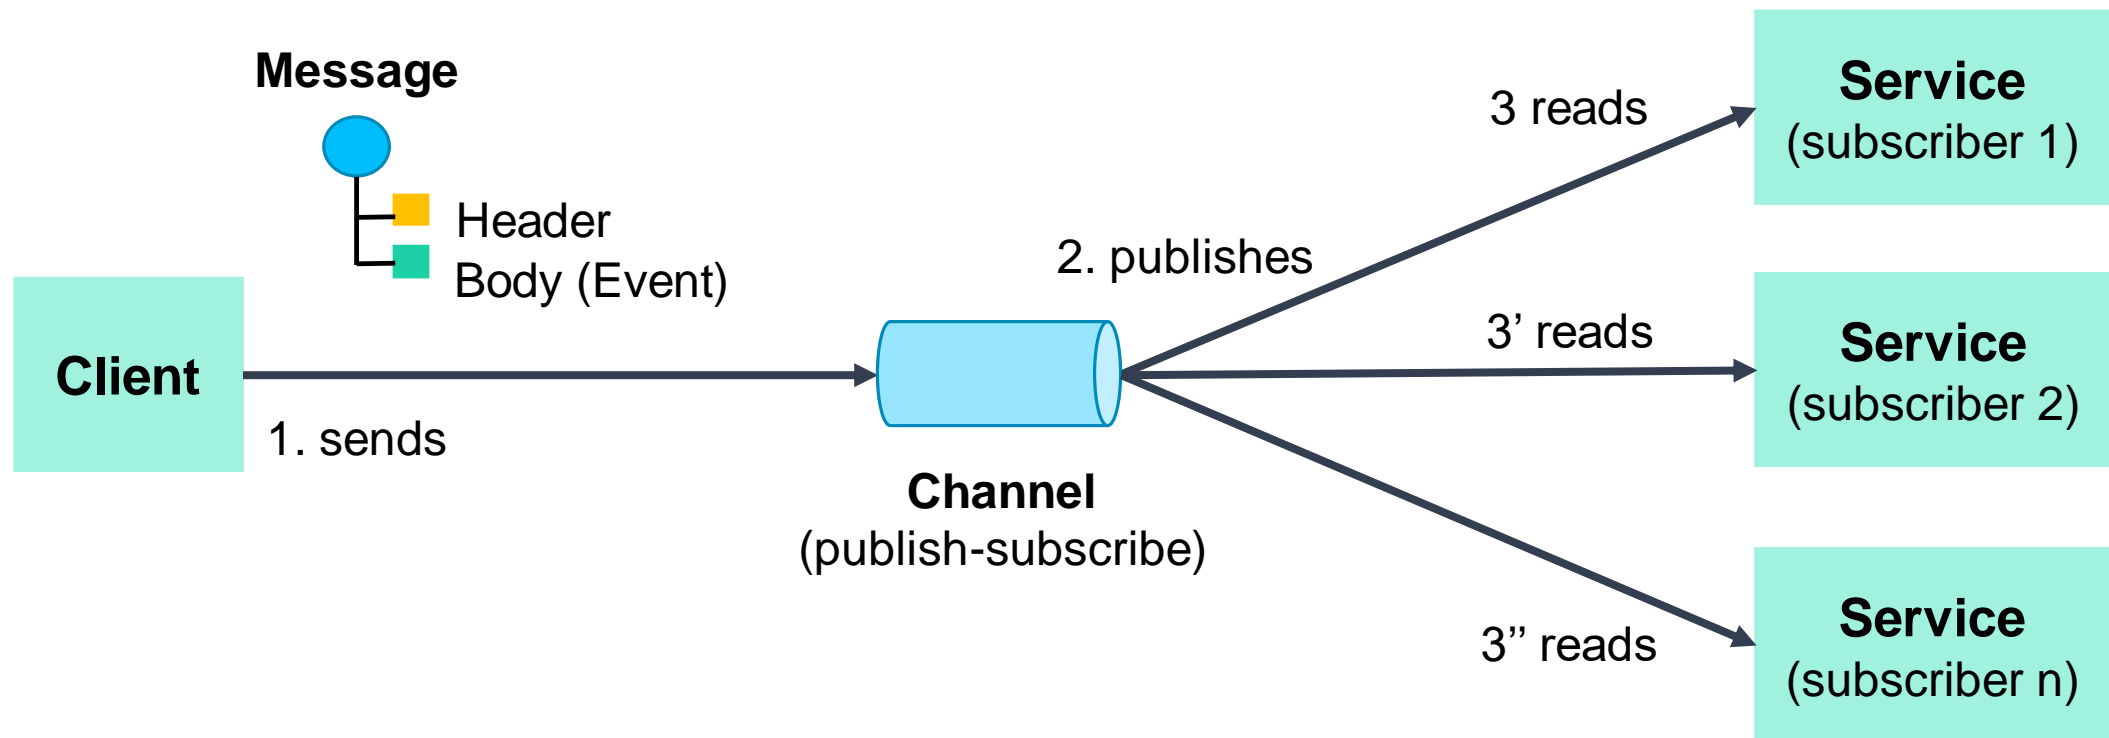 Message
Header
Body (Event)
Client
1. sends
Channel
(publish-subscribe)
2. publishes
3 reads
3’ reads
3’’ reads
Service
(subscriber 1)
Service
(subscriber 2)
Service
(subscriber n)